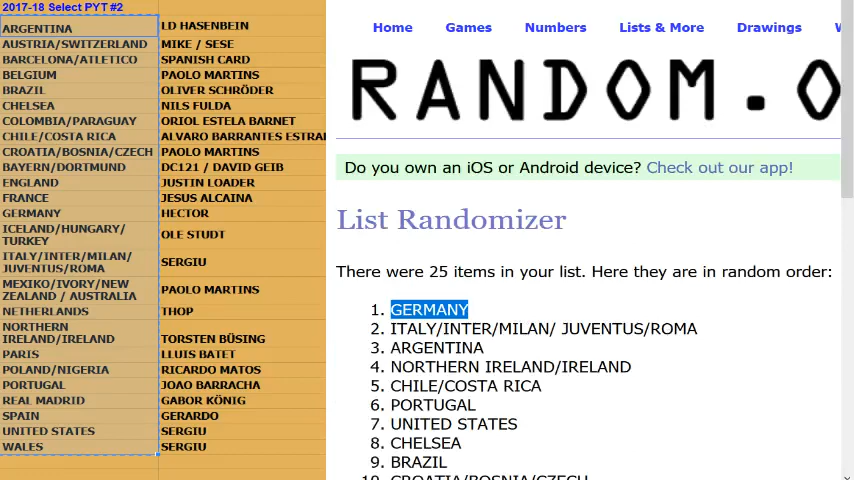 2017-18 Select PYT #2
ARGENTINA LD HASENBEIN
AUSTRIA/SWITZERLAND MIKE / SESE
BARCELONA/ATLETICO SPANISH CARD
BELGIUM PAOLO MARTINS
BRAZIL OLIVER SCHRÖDER
CHELSEA NILS FULDA
COLOMBIA/PARAGUAY ORIOL ESTELA BARNET
CHILE/COSTA RICA ALVARO BARRANTES ESTRA
CROATIA/BOSNIA/CZECH PAOLO MARTINS
BAYERN/DORTMUND DC121 / DAVID GEIB
ENGLAND JUSTIN LOADER
FRANCE JESUS ALCAINA
GERMANY HECTOR
ICELAND/HUNGARY/
TURKEY OLE STUDT
ITALY/INTER/MILAN/
JUVENTUS/ROMA SERGIU
MEXIKO/IVORY/NEW
ZEALAND / AUSTRALIA PAOLO MARTINS
NETHERLANDS THOP
NORTHERN
IRELAND/IRELAND TORSTEN BÜSING
PARIS LLUIS BATET
POLAND/NIGERIA RICARDO MATOS
PORTUGAL JOAO BARRACHA
REAL MADRID GABOR KÖNIG
SPAIN GERARDO
UNITED STATES SERGIU
WALES SERGIU
Home Games Numbers Lists & More Drawings W
RANDOM.O
Do you own an iOS or Android device? Check out our app!
List Randomizer
There were 25 items in your list. Here they are in random order:
1. GERMANY
2. ITALY/INTER/MILAN/ JUVENTUS/ROMA
3. ARGENTINA
4. NORTHERN IRELAND/IRELAND
5. CHILE/COSTA RICA
6. PORTUGAL
7. UNITED STATES
8. CHELSEA
9. BRAZIL
10. CROATIA/BOSNIA/CZECH